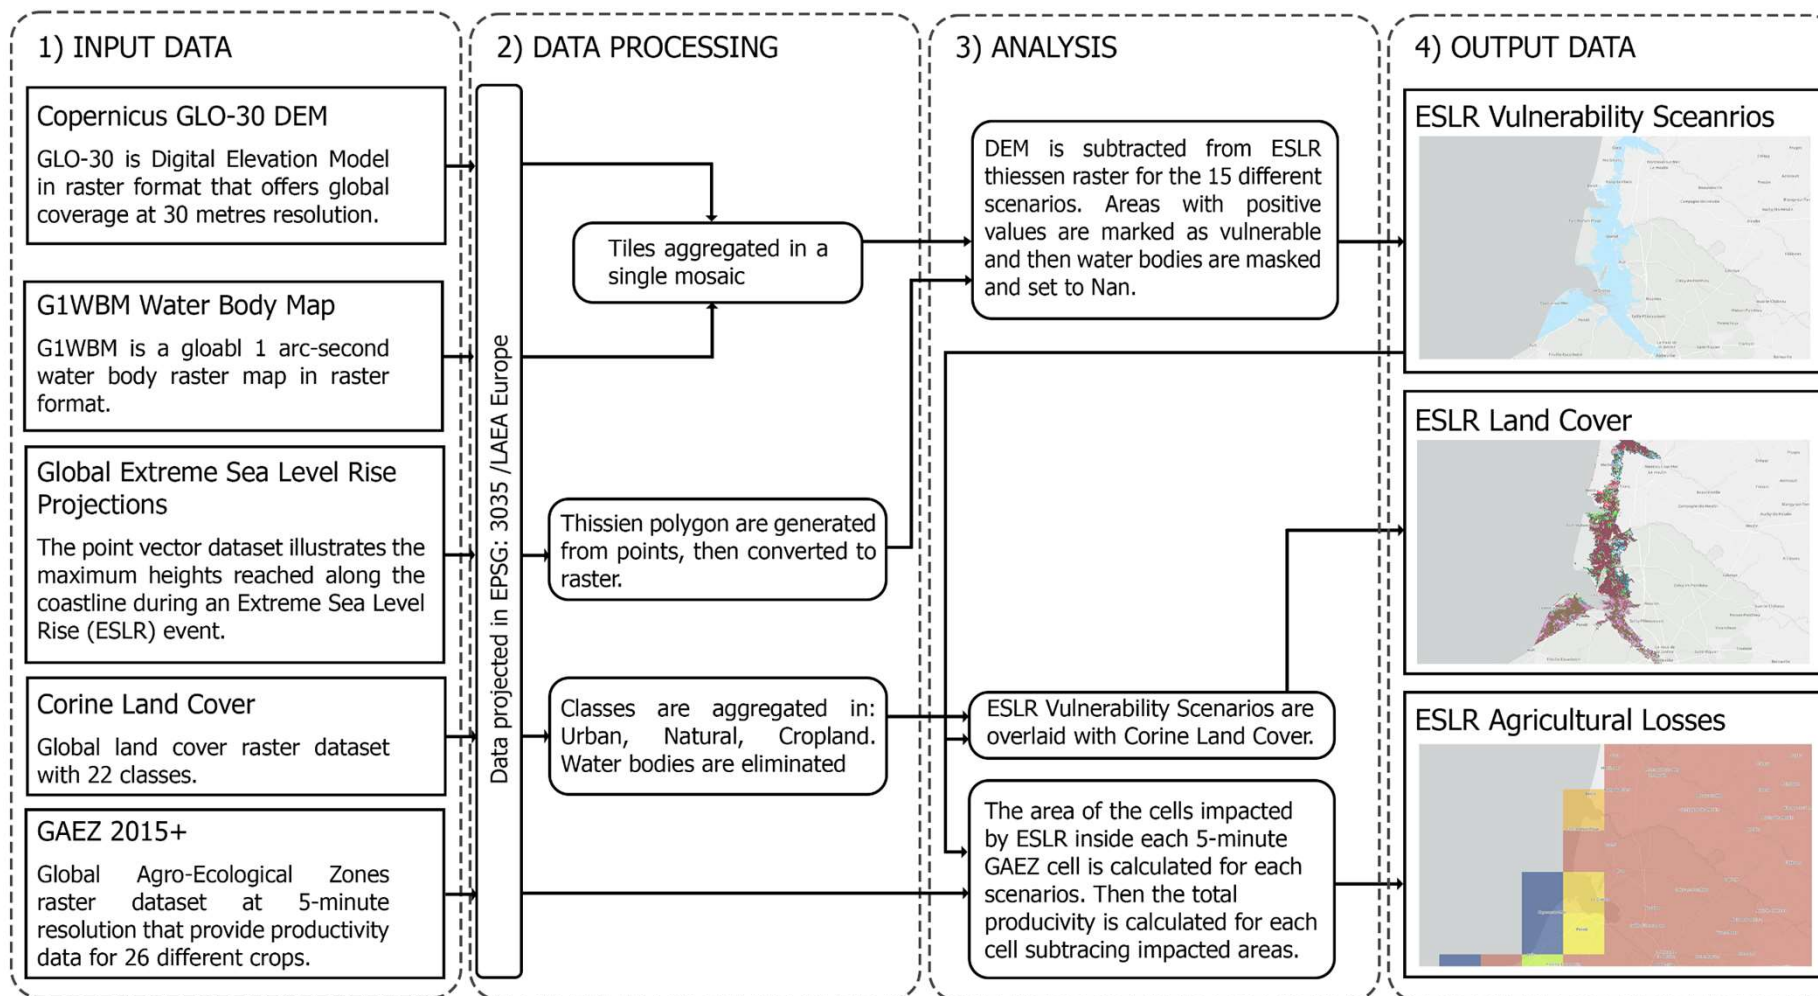 1) INPUT DATA
Copernicus GLO-30 DEM
GLO-30 is Digital Elevation Model
in raster format that offers global
coverage at 30 metres resolution.
G1WBM Water Body Map
G1WBM is a gloabl 1 arc-second
water body raster map in raster
format.
Global Extreme Sea Level Rise
Projections
The point vector dataset illustrates the
maximum heights reached along the
coastline during an Extreme Sea Level
Rise (ESLR) event.
Corine Land Cover
Global land cover raster dataset
with 22 classes.
GAEZ 2015+
Global Agro-Ecological Zones
raster dataset at 5-minute
resolution that provide productivity
data for 26 different crops.
2) DATA PROCESSING
Data projected in EPSG: 3035 /LAEA Europe
Tiles aggregated in a
single mosaic
Thissien polygon are generated
from points, then converted to
raster.
Classes are aggregated in:
Urban, Natural, Cropland.
Water bodies are eliminated
3) ANALYSIS
DEM is subtracted from ESLR
thiessen raster for the 15 different
scenarios. Areas with positive
values are marked as vulnerable
and then water bodies are masked
and set to Nan.
ESLR Vulnerability Scenarios are
overlaid with Corine Land Cover.
The area of the cells impacted
by ESLR inside each 5-minute
GAEZ cell is calculated for each
scenarios. Then the total
producivity is calculated for each
cell subtracing impacted areas.
4) OUTPUT DATA
ESLR Vulnerability Sceanrios
ESLR Land Cover
ESLR Agricultural Losses